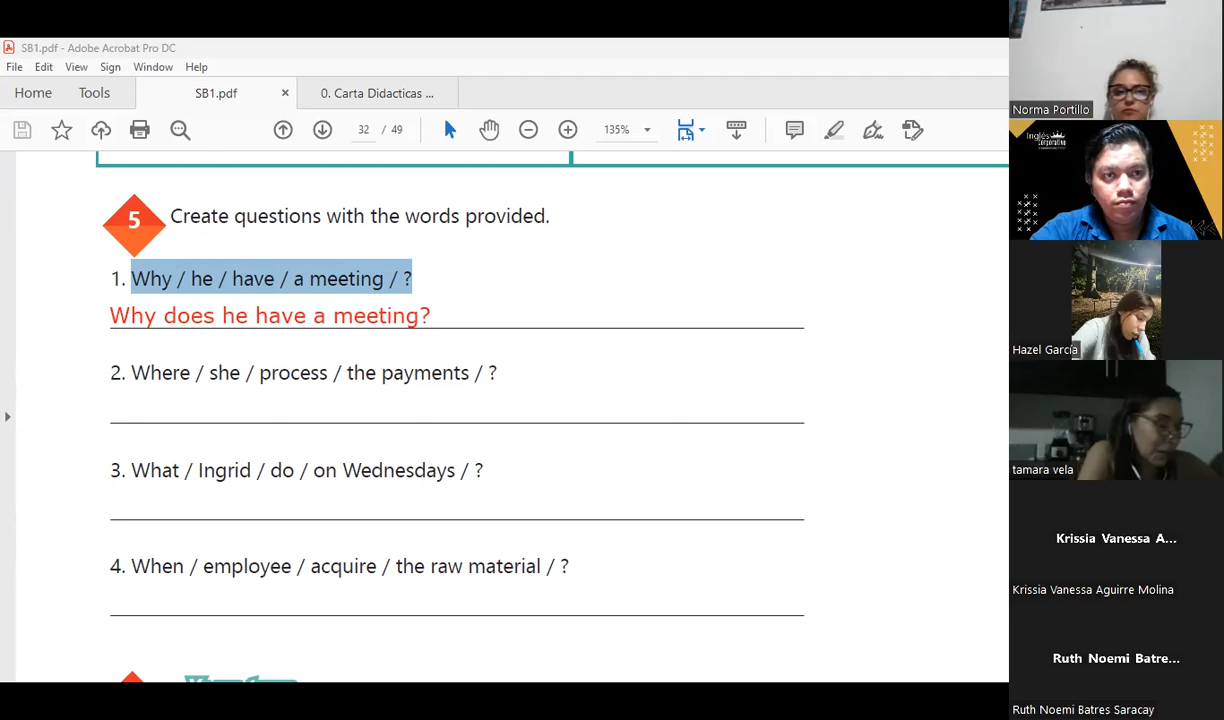 SB1.pdf - Adobe Acrobat Pro DC
File Edit View Sign Window Help
Home Tools SB1.pdf × 0. Carta Didacticas ...
32 / 49 135%
5 Create questions with the words provided.
1. Why / he / have / a meeting / ?
Why does he have a meeting?
2. Where / she / process / the payments / ?
3. What / Ingrid / do / on Wednesdays / ?
4. When / employee / acquire / the raw material / ?
Norma Portillo
Inglés
Corporativo
Hazel García
tamara vela
Krissia Vanessa A...
Krissia Vanessa Aguirre Molina
Ruth Noemi Batre...
Ruth Noemi Batres Saracay